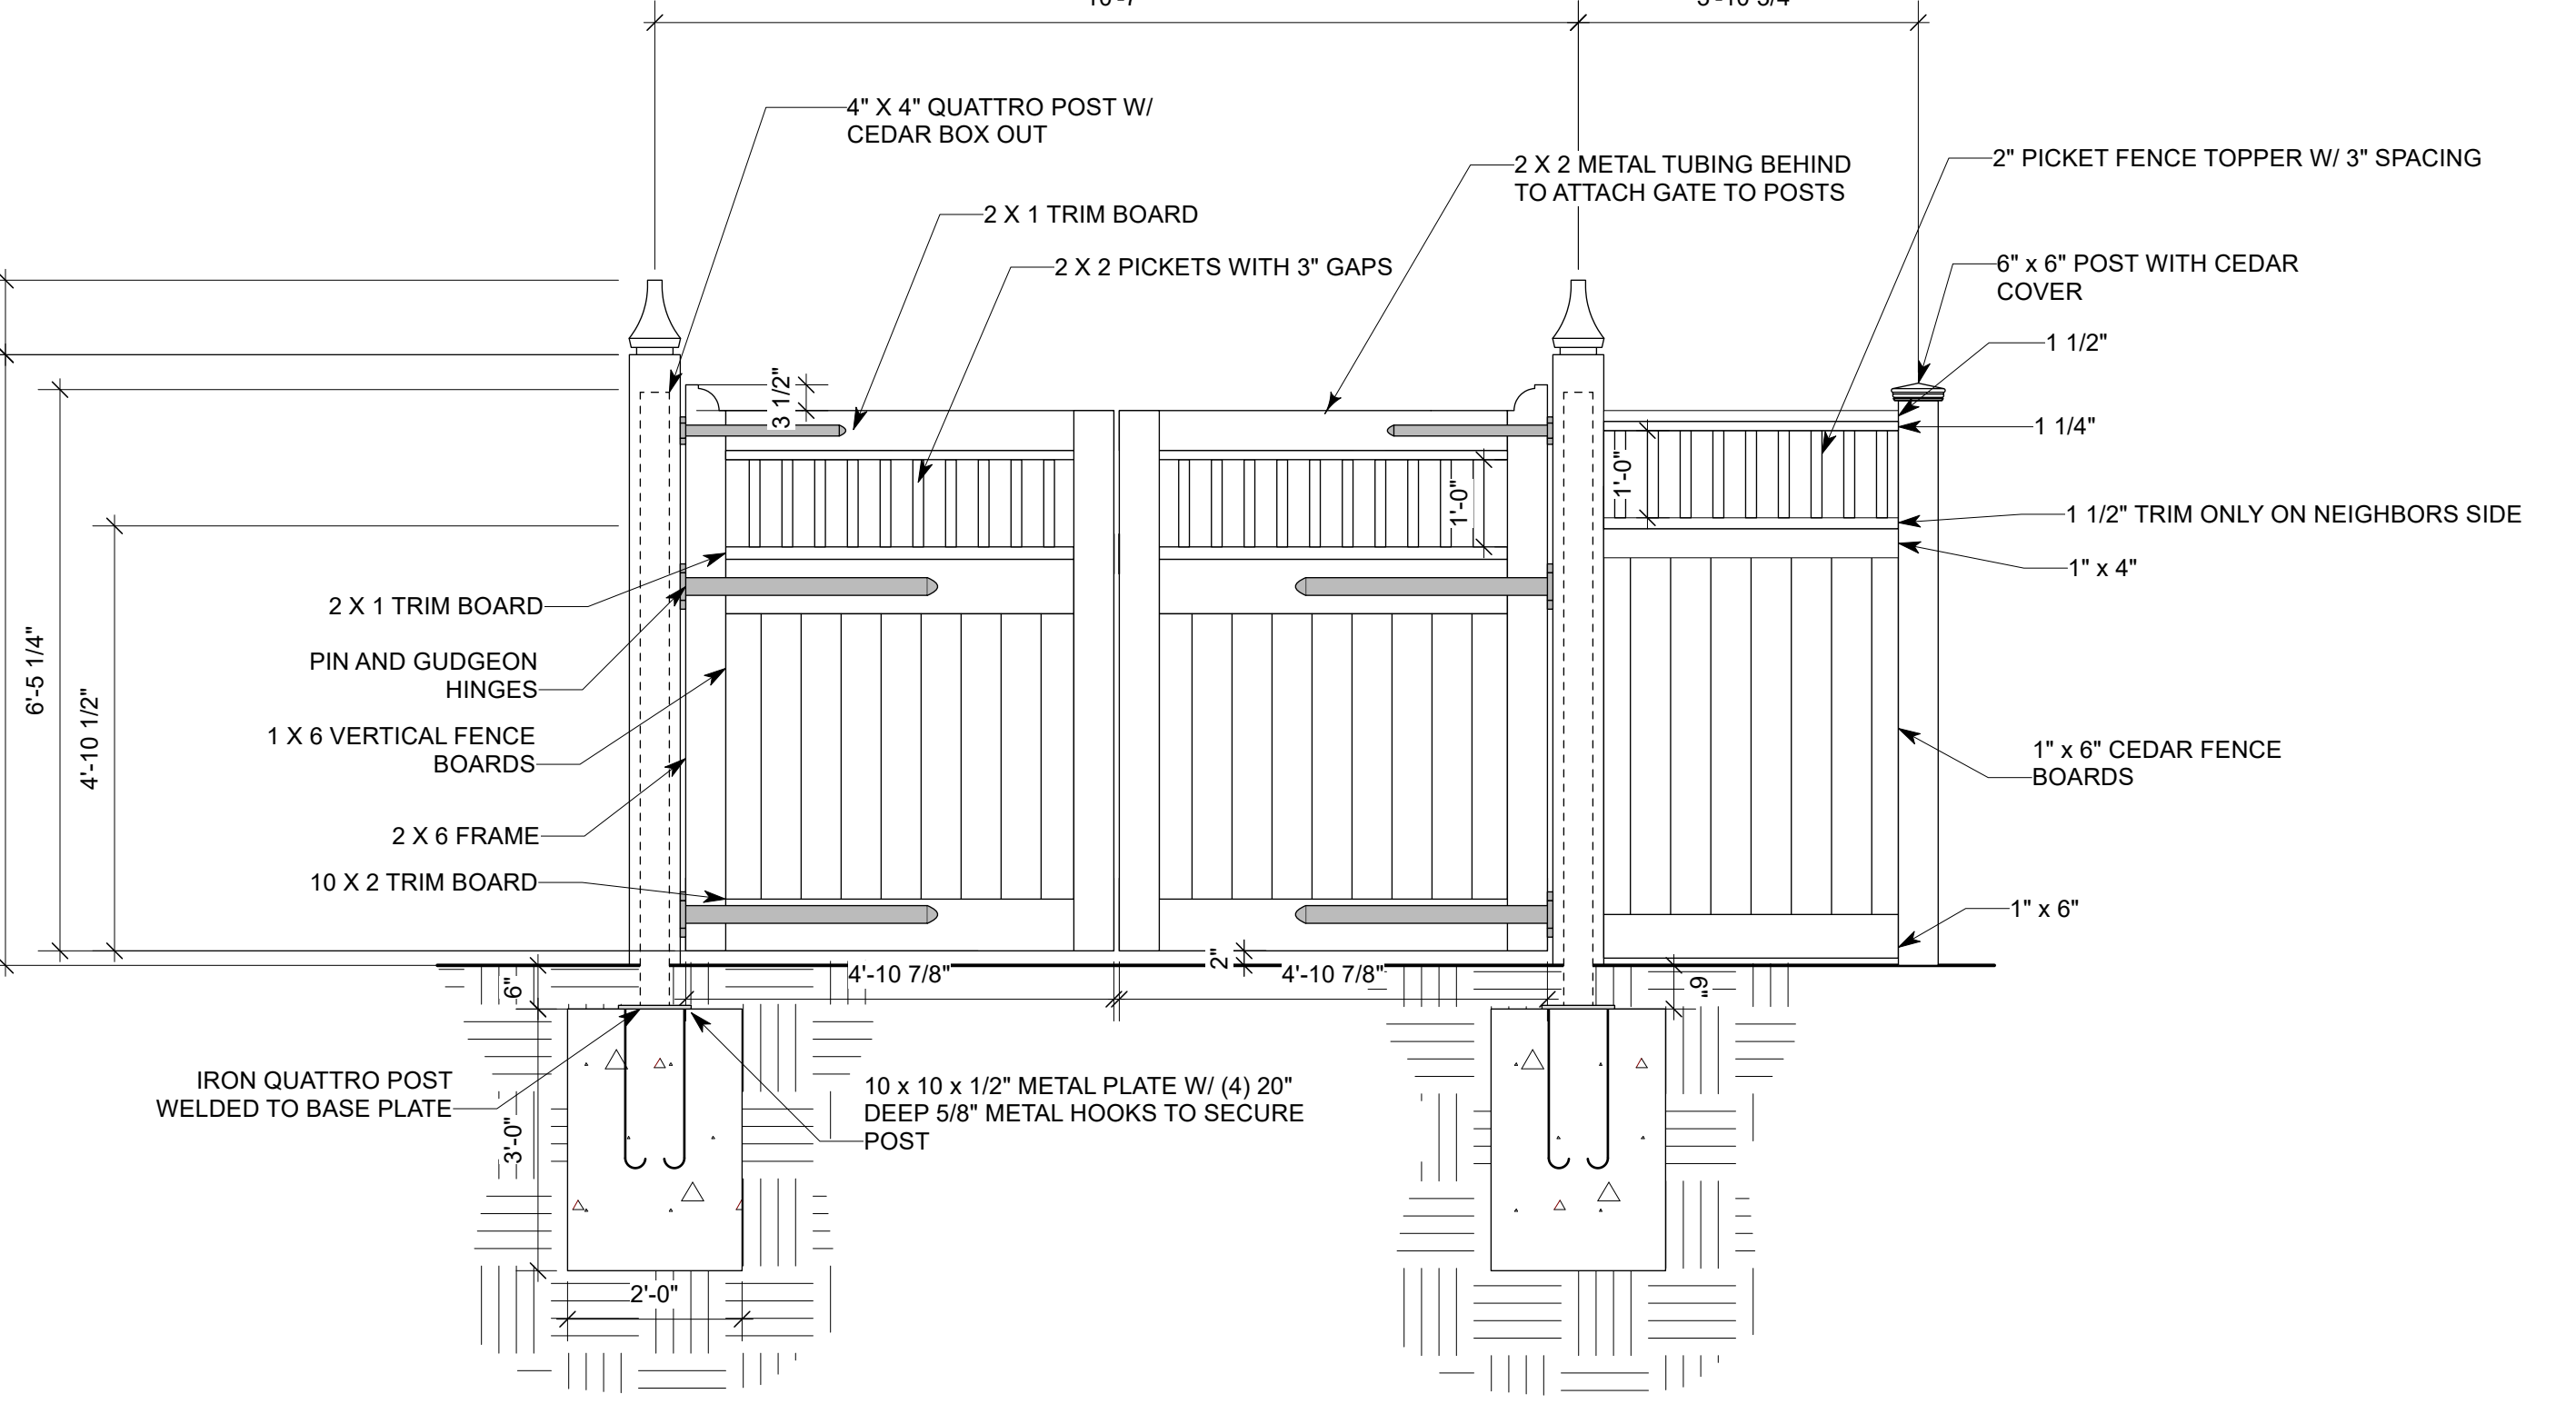 4" X 4" QUATTRO POST W/
CEDAR BOX OUT
2 X 2 METAL TUBING BEHIND
TO ATTACH GATE TO POSTS
2" PICKET FENCE TOPPER W/ 3" SPACING
2 X 1 TRIM BOARD
2 X 2 PICKETS WITH 3" GAPS
6" x 6" POST WITH CEDAR
COVER
1 1/2"
3 1/2"
1 1/4"
1'-0"
1'-0"
1 1/2" TRIM ONLY ON NEIGHBORS SIDE
1" x 4"
2 X 1 TRIM BOARD
6'-5 1/4"
4'-10 1/2"
PIN AND GUDGEON
HINGES
1 X 6 VERTICAL FENCE
BOARDS
1" x 6" CEDAR FENCE
BOARDS
2 X 6 FRAME
10 X 2 TRIM BOARD
1" x 6"
2"
4'-10 7/8"
4'-10 7/8"
6"
6"
IRON QUATTRO POST
WELDED TO BASE PLATE
10 x 10 x 1/2" METAL PLATE W/ (4) 20"
DEEP 5/8" METAL HOOKS TO SECURE
POST
3'-0"
2'-0"